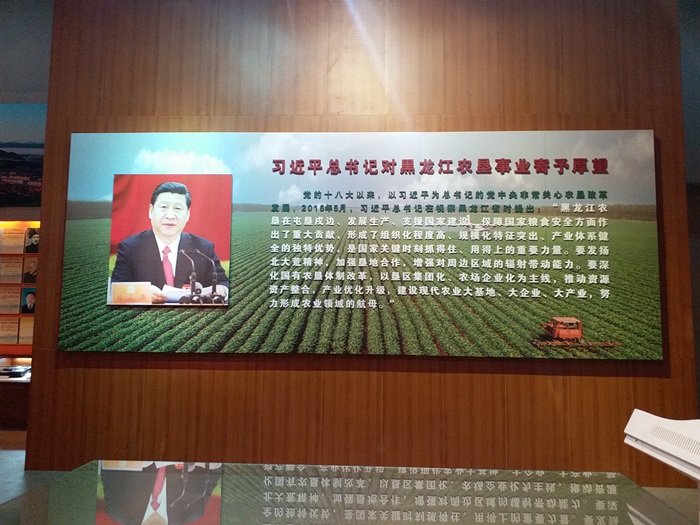 习近平总书记对黑龙江农垦事业寄予厚望
党的十八大以来，以习近平为总书记的党中央非常关心农垦改革
发展。2016年5月，习近平总书记在视察黑龙江省时指出："黑龙江农
垦在屯垦戍边、发展生产、支援国家建设、保障国家粮食安全方面作
出了重大贡献，形成了组织化程度高、规模化特征突出、产业体系健
全的独特优势，是国家关键时刻抓得住、用得上的重要力量。要发扬
北大荒精神，加强垦地合作，增强对周边区域的辐射带动能力。要深
化国有农垦体制改革，以垦区集团化、农场企业化为主线，推动资源
资产整合、产业优化升级，建设现代农业大基地、大企业、大产业，努
力形成农业领域的航母。"